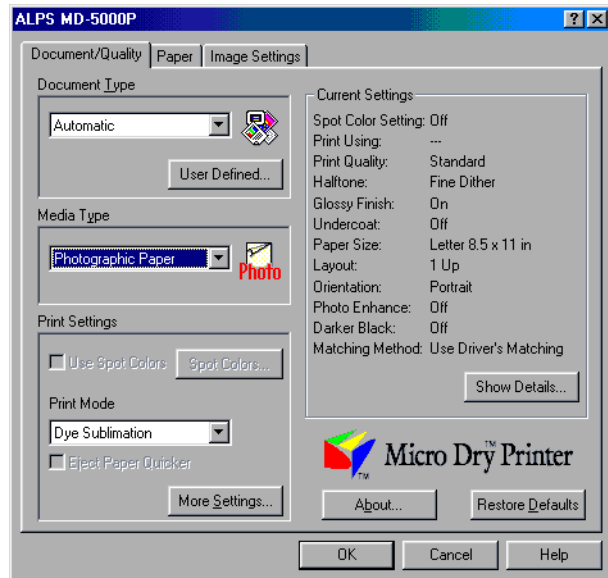 ALPS MD-5000P
Document/Quality
Paper
Image Settings
Document Type
Automatic
User Defined...
Media Type
Photographic Paper
Photo
Print Settings
Use Spot Colors
Spot Colors...
Print Mode
Dye Sublimation
Eject Paper Quicker
More Settings...
Current Settings
Spot Color Setting: Off
Print Using: ---
Print Quality: Standard
Halftone: Fine Dither
Glossy Finish: On
Undercoat: Off
Paper Size: Letter 8.5 x 11 in
Layout: 1 Up
Orientation: Portrait
Photo Enhance: Off
Darker Black: Off
Matching Method: Use Driver's Matching
Show Details...
Micro Dry™ Printer
TM
About...
Restore Defaults
OK
Cancel
Help